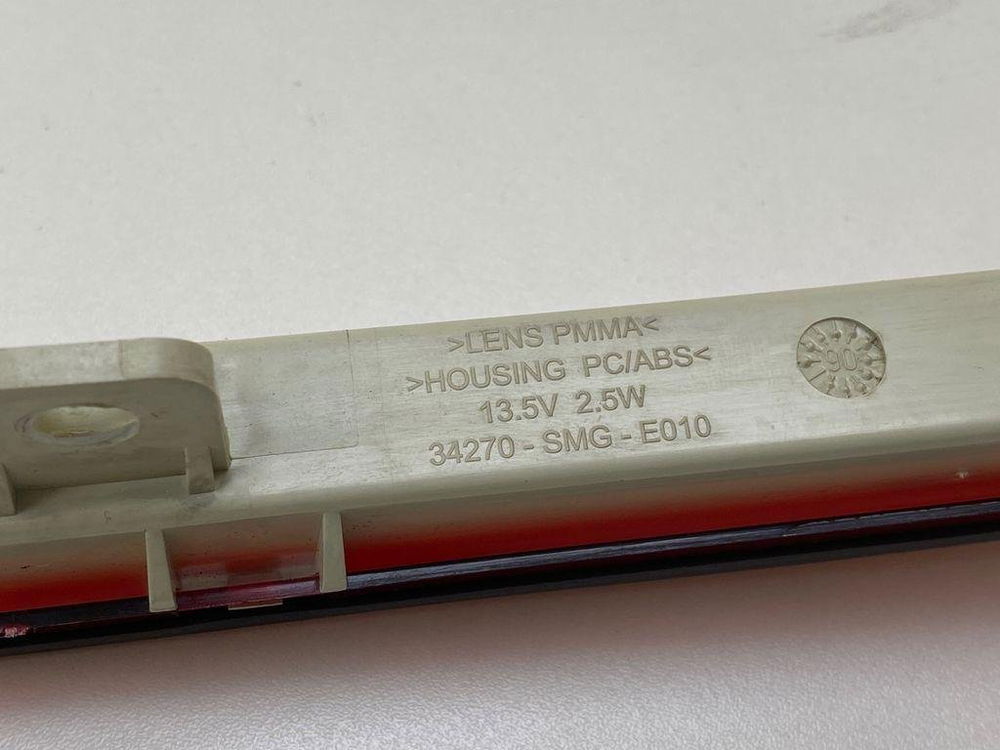 >LENS PMMA<
>HOUSING PC/ABS<
13.5V 2.5W
34270 - SMG - E010
90